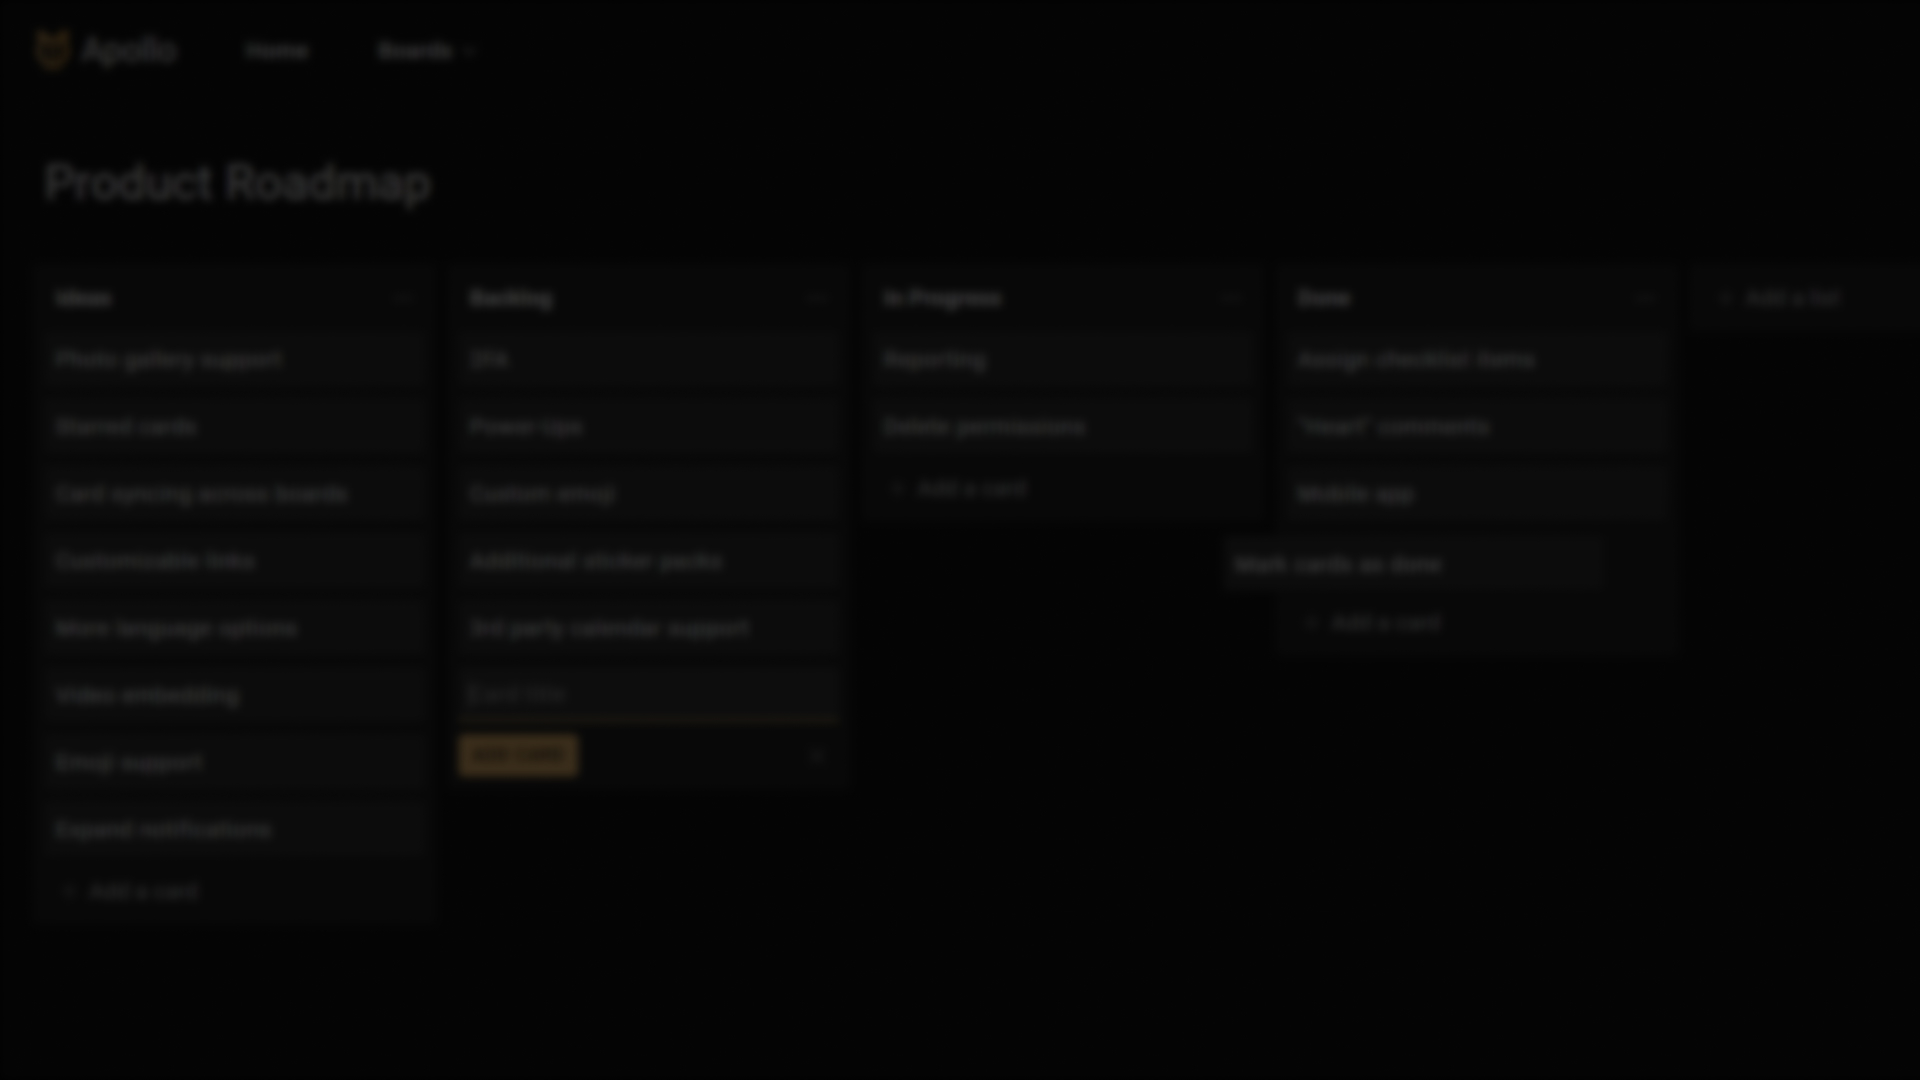 Apollo
Home
Boards
Product Roadmap
Ideas
Photo gallery support
Shared cards
Card syncing across boards
Customizable links
More language options
Video embedding
Emoji support
Expand notifications
Add a card
Backlog
2FA
Power-Ups
Custom emoji
Additional sticker packs
3rd party calendar support
Card title
ADD CARD
In Progress
Reporting
Delete permissions
+ Add a card
Done
Assign checklist items
"Heart" comments
Mobile app
Mark cards as done
+ Add a card
+ Add a list